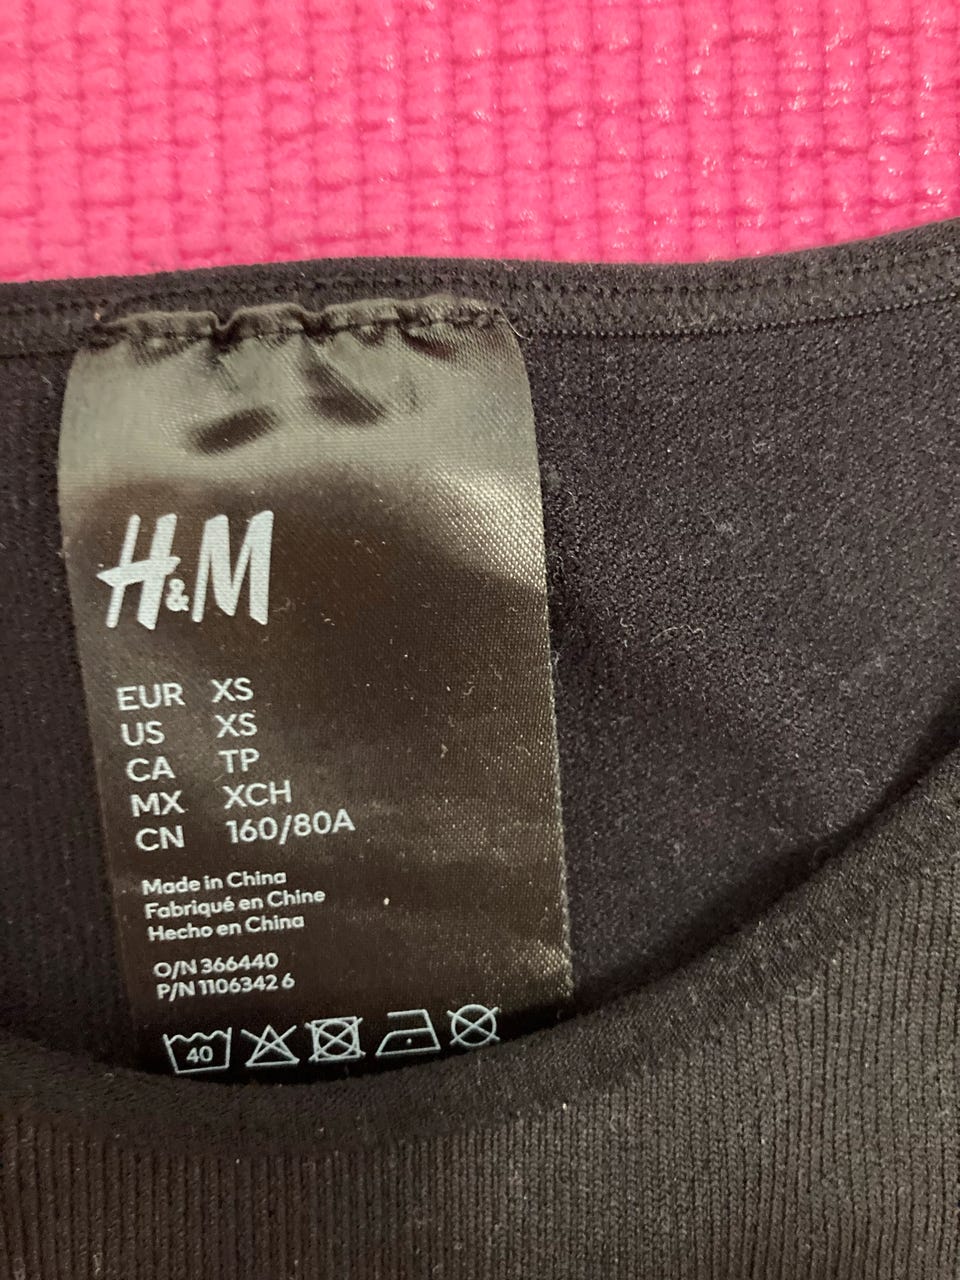 H&M
EUR XS
US XS
CA TP
MX XCH
CN 160/80A
Made in China
Fabriqué en Chine
Hecho en China
O/N 366440
P/N 1106342 6
40